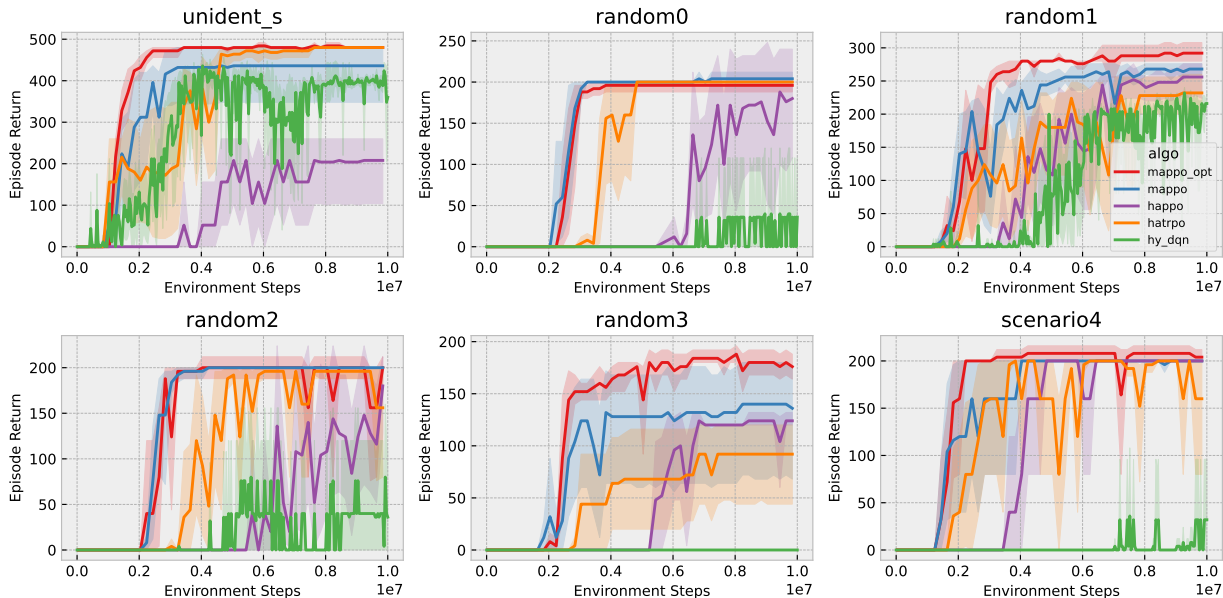 unident_s
500
400
300
200
100
0
Episode Return
0.0 0.2 0.4 0.6 0.8 1.0
Environment Steps
1e7
random0
250
200
150
100
50
0
Episode Return
0.0 0.2 0.4 0.6 0.8 1.0
Environment Steps
1e7
random1
300
250
200
150
100
50
0
Episode Return
algo
mappo_opt
mappo
happo
hatrpo
hy_dqn
0.0 0.2 0.4 0.6 0.8 1.0
Environment Steps
1e7
random2
200
150
100
50
0
Episode Return
0.0 0.2 0.4 0.6 0.8 1.0
Environment Steps
1e7
random3
200
150
100
50
0
Episode Return
0.0 0.2 0.4 0.6 0.8 1.0
Environment Steps
1e7
scenario4
200
150
100
50
0
Episode Return
0.0 0.2 0.4 0.6 0.8 1.0
Environment Steps
1e7